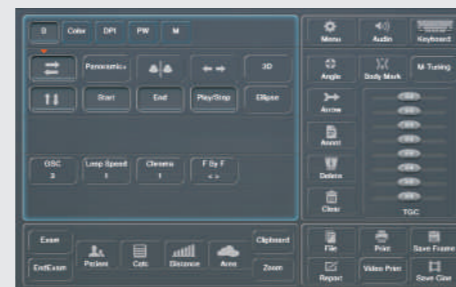 B Color DPI PW M
Panoramic+ 3D
Start End Play/Stop Ellipse
GSC Loop Speed Chroma F By F
3 1 1 < >
Exam Clipboard
Patient Calc Distance Area
EndExam Zoom
Menu Audio Keyboard
Angle Body Mark M-Tuning
Arrow
Annot
Delete
Clear TGC
File Print Save Frame
Report Video Print Save Cine